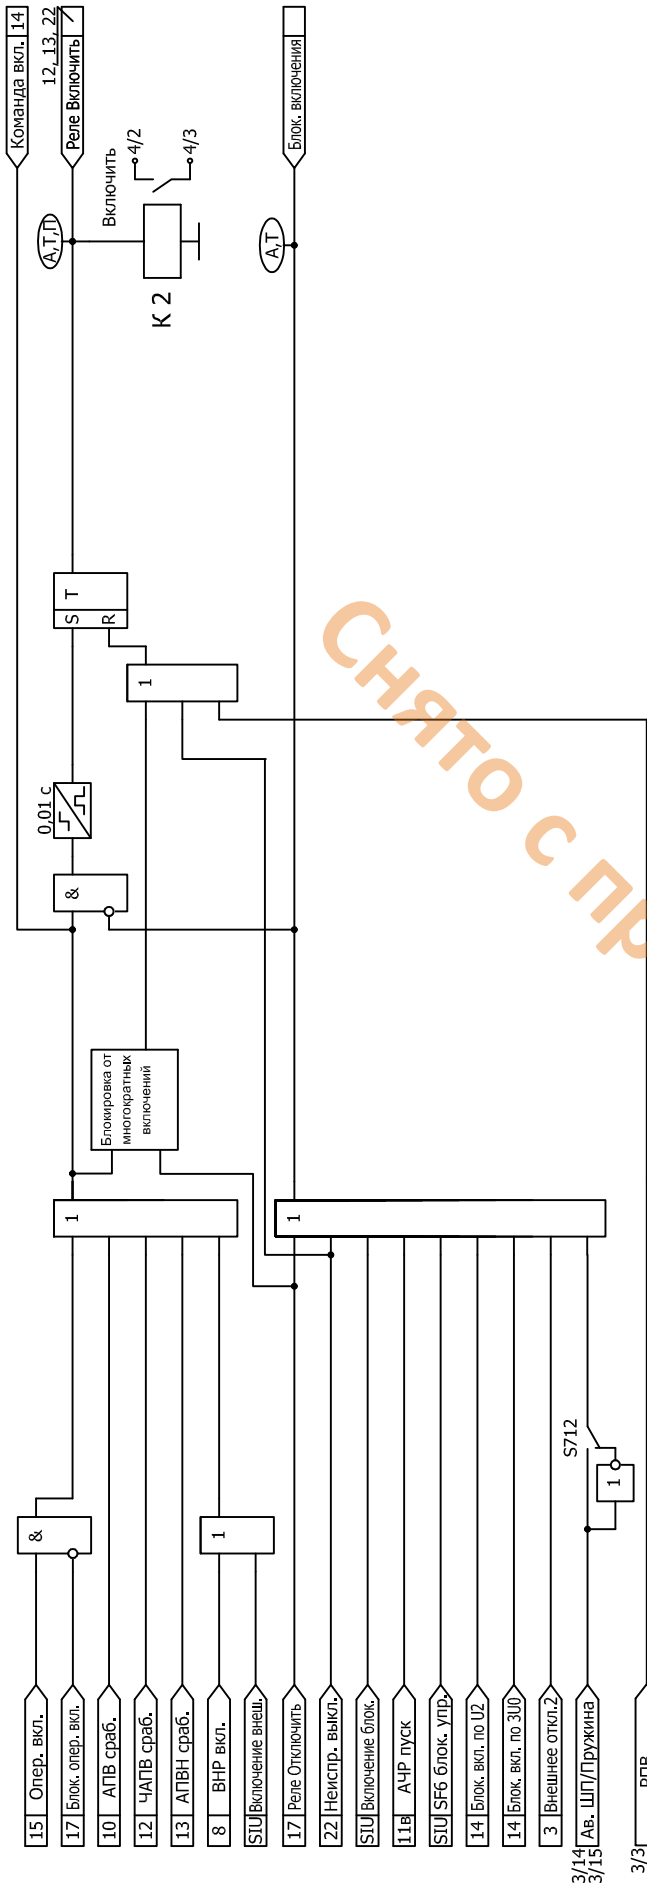 Команда вкл. 14
12, 13, 22
Реле Включить
А,Т,П
Включить
4/2
4/3
К 2
Блок. включения
А,Т
S T
R
1
0,01 с
&
Блокировка от
многократных
включений
1
1
S712
1
&
1
15 Опер. вкл.
17 Блок. опер. вкл.
10 АПВ сраб.
12 ЧАПВ сраб.
13 АПВН сраб.
8 ВНР вкл.
SIU Включение внеш.
17 Реле Отключить
22 Неиспр. выкл.
SIU Включение блок.
11в АЧР пуск
SIU SF6 блок. упр.
14 Блок. вкл. по U2
14 Блок. вкл. по 3U0
3 Внешнее откл.2
3/14
3/15
Ав. ШП/Пружина
3/3
РПВ
Снято с пр